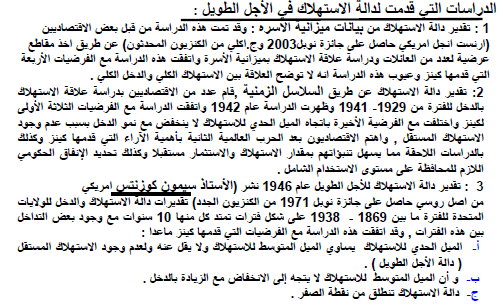 الدراسات التي قدمت لدالة الاستهلاك في الأجل الطويل :
1 : تقدير دالة الاستهلاك من بيانات ميزانية الاسره : وقد تمت هذه الدراسة من قبل بعض الاقتصاديين
(ارنست انجل امريكي حاصل على جائزة نوبل2003 وج.اكلي من الكنزيون المحدثون) عن طريق اخذ مقاطع
عرضية لعدد من العائلات ودراسة علاقة الاستهلاك بميزانية الأسرة واتفقت هذه الدراسة مع الفرضيات الأربعة
التي قدمها كينز وعيوب هذه الدراسة انه لا توضح العلاقة بين الاستهلاك الكلي والدخل الكلي .
2: تقدير دالة الاستهلاك عن طريق السلاسل الزمنية ,قام عدد من الاقتصاديين بدراسة علاقة الاستهلاك
بالدخل للفترة من 1929- 1941 وظهرت الدراسة عام 1942 واتفقت الدراسة مع الفرضيات الثلاثة الأولى
لكينز واختلفت مع الفرضية الأخيرة باتجاه الميل الحدي للاستهلاك لا ينخفض مع نمو الدخل بسبب عدم وجود
الاستهلاك المستقل , واهتم الاقتصاديون بعد الحرب العالمية الثانية بأهمية الآراء التي قدمها كينز وكذلك
بالدراسات اللاحقة مما يسهل تنبؤاتهم بمقدار الاستهلاك والاستثمار مستقبلا وكذلك تحديد الإنفاق الحكومي
اللازم للمحافظة على مستوى الاستخدام الشامل .
3 : تقدير دالة الاستهلاك للأجل الطويل عام 1946 نشر (الأستاذ سيمون كوزنتس امريكي
من اصل روسي حاصل على جائزة نوبل 1971 من الكنزيون الجدد) تقديرات دالة الاستهلاك والدخل للولايات
المتحدة للفترة ما بين 1869 - 1938 على شكل فترات تمتد كل منها 10 سنوات مع وجود بعض التداخل
بين هذه الفترات , وقد اتفقت هذه الدراسة مع الفرضيات التي قدمها كينز ماعدا :
أ- الميل الحدي للاستهلاك يساوي الميل المتوسط للاستهلاك ولا يقل عنه ولعدم وجود الاستهلاك المستقل
( دالة الأجل الطويل ) .
ب- و أن الميل المتوسط للاستهلاك لا يتجه إلى الانخفاض مع الزيادة بالدخل .
ج- دالة الاستهلاك تنطلق من نقطة الصفر .